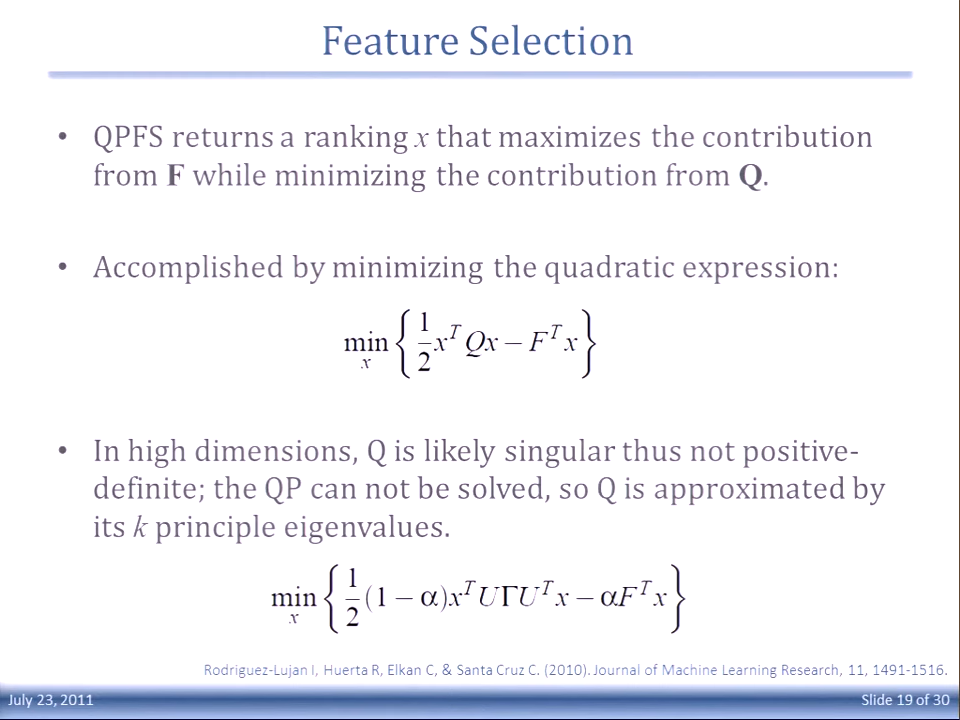 Feature Selection
• QPFS returns a ranking x that maximizes the contribution
from F while minimizing the contribution from Q.
• Accomplished by minimizing the quadratic expression:
min_x { 1/2 x^T Qx − F^T x }
• In high dimensions, Q is likely singular thus not positive-
definite; the QP can not be solved, so Q is approximated by
its k principle eigenvalues.
min_x { 1/2 (1 − α)x^T UΓU^T x − αF^T x }
Rodriguez-Lujan I, Huerta R, Elkan C, & Santa Cruz C. (2010). Journal of Machine Learning Research, 11, 1491-1516.
July 23, 2011 Slide 19 of 30